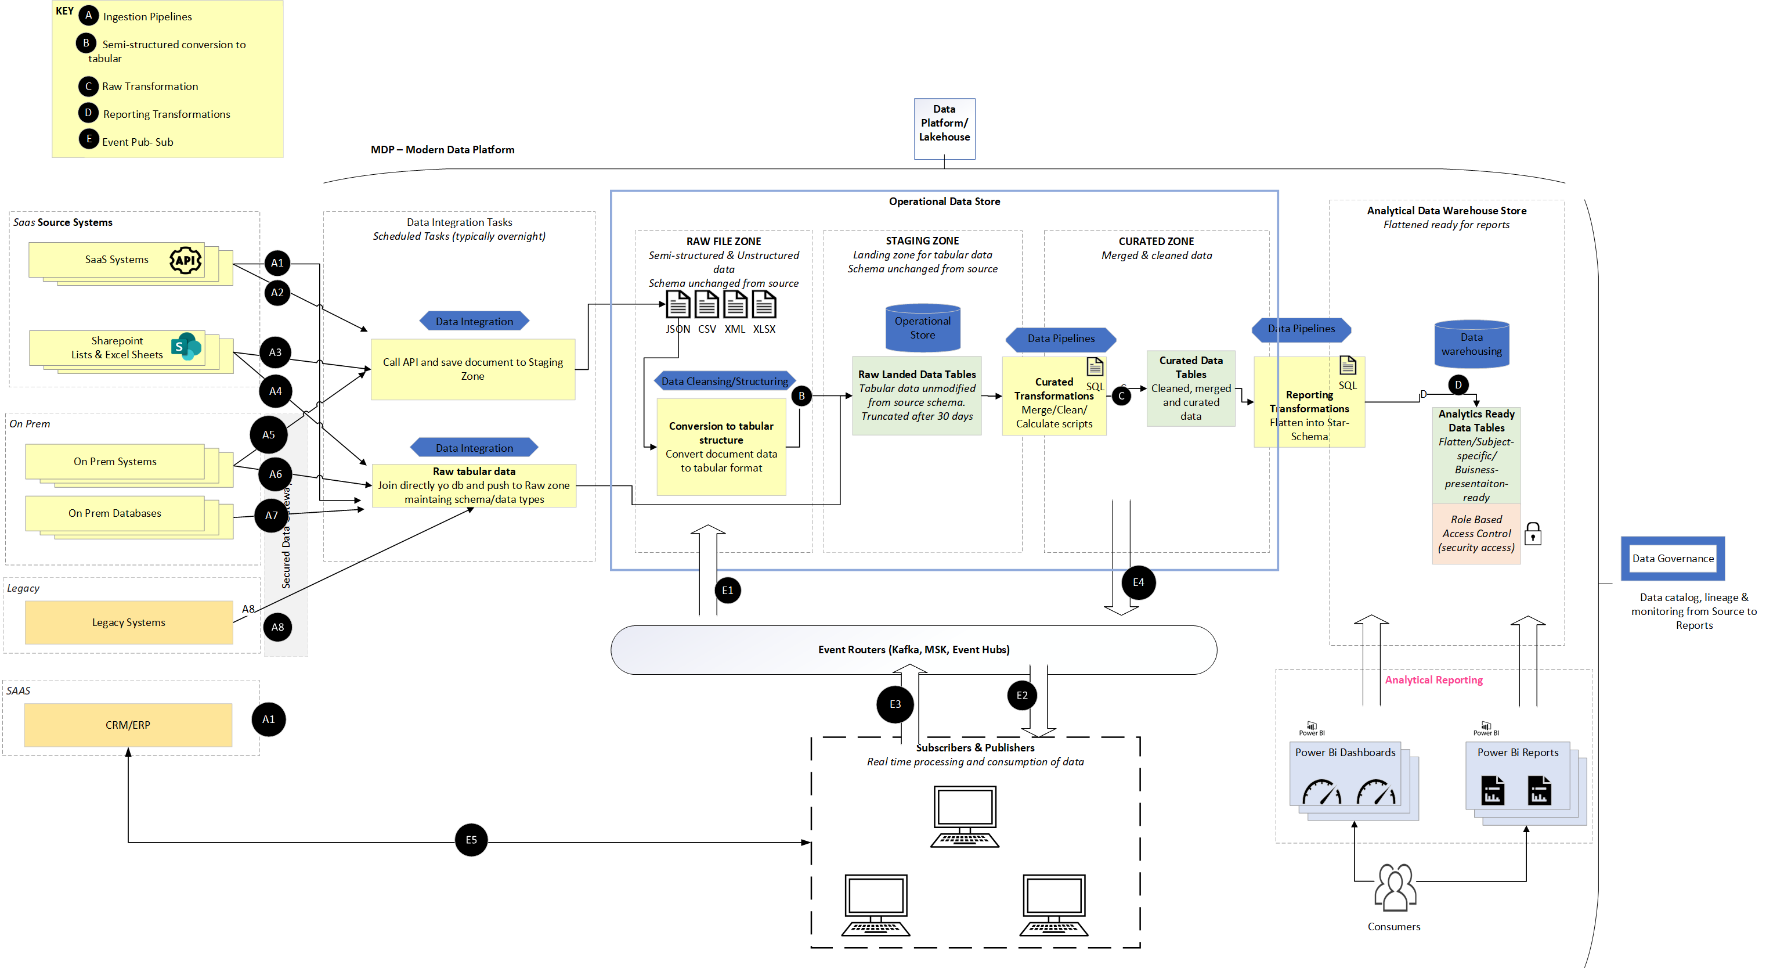 KEY
A Ingestion Pipelines
B Semi-structured conversion to
tabular
C Raw Transformation
D Reporting Transformations
E Event Pub- Sub
MDP – Modern Data Platform
Data
Platform/
Lakehouse
Saas Source Systems
SaaS Systems
API
Sharepoint
Lists & Excel Sheets
S
On Prem
On Prem Systems
On Prem Databases
Legacy
Legacy Systems
SAAS
CRM/ERP
A1
A2
A3
A4
A5
A6
A7
A8
A8
A1
Secured Data
Data Integration Tasks
Scheduled Tasks (typically overnight)
Data Integration
Call API and save document to Staging
Zone
Data Integration
Raw tabular data
Join directly yo db and push to Raw zone
maintaing schema/data types
Operational Data Store
RAW FILE ZONE
Semi-structured & Unstructured
data
Schema unchanged from source
JSON CSV XML XLSX
Data Cleansing/Structuring
Conversion to tabular
structure
Convert document data
to tabular format
B
STAGING ZONE
Landing zone for tabular data
Schema unchanged from source
Operational
Store
Raw Landed Data Tables
Tabular data unmodified
from source schema.
Truncated after 30 days
CURATED ZONE
Merged & cleaned data
Data Pipelines
SQL
Curated
Transformations
Merge/Clean/
Calculate scripts
C
C
Curated Data
Tables
Cleaned, merged
and curated
data
Data Pipelines
SQL
Reporting
Transformations
Flatten into Star-
Schema
Analytical Data Warehouse Store
Flattened ready for reports
Data
warehousing
D
D
Analytics Ready
Data Tables
Flatten/Subject-
specific/
Buisness-
presentaiton-
ready
Role Based
Access Control
(security access)
Data Governance
Data catalog, lineage &
monitoring from Source to
Reports
E1
E4
Event Routers (Kafka, MSK, Event Hubs)
E3
E2
Subscribers & Publishers
Real time processing and consumption of data
E5
Analytical Reporting
Power BI
Power Bi Dashboards
Power BI
Power Bi Reports
Consumers